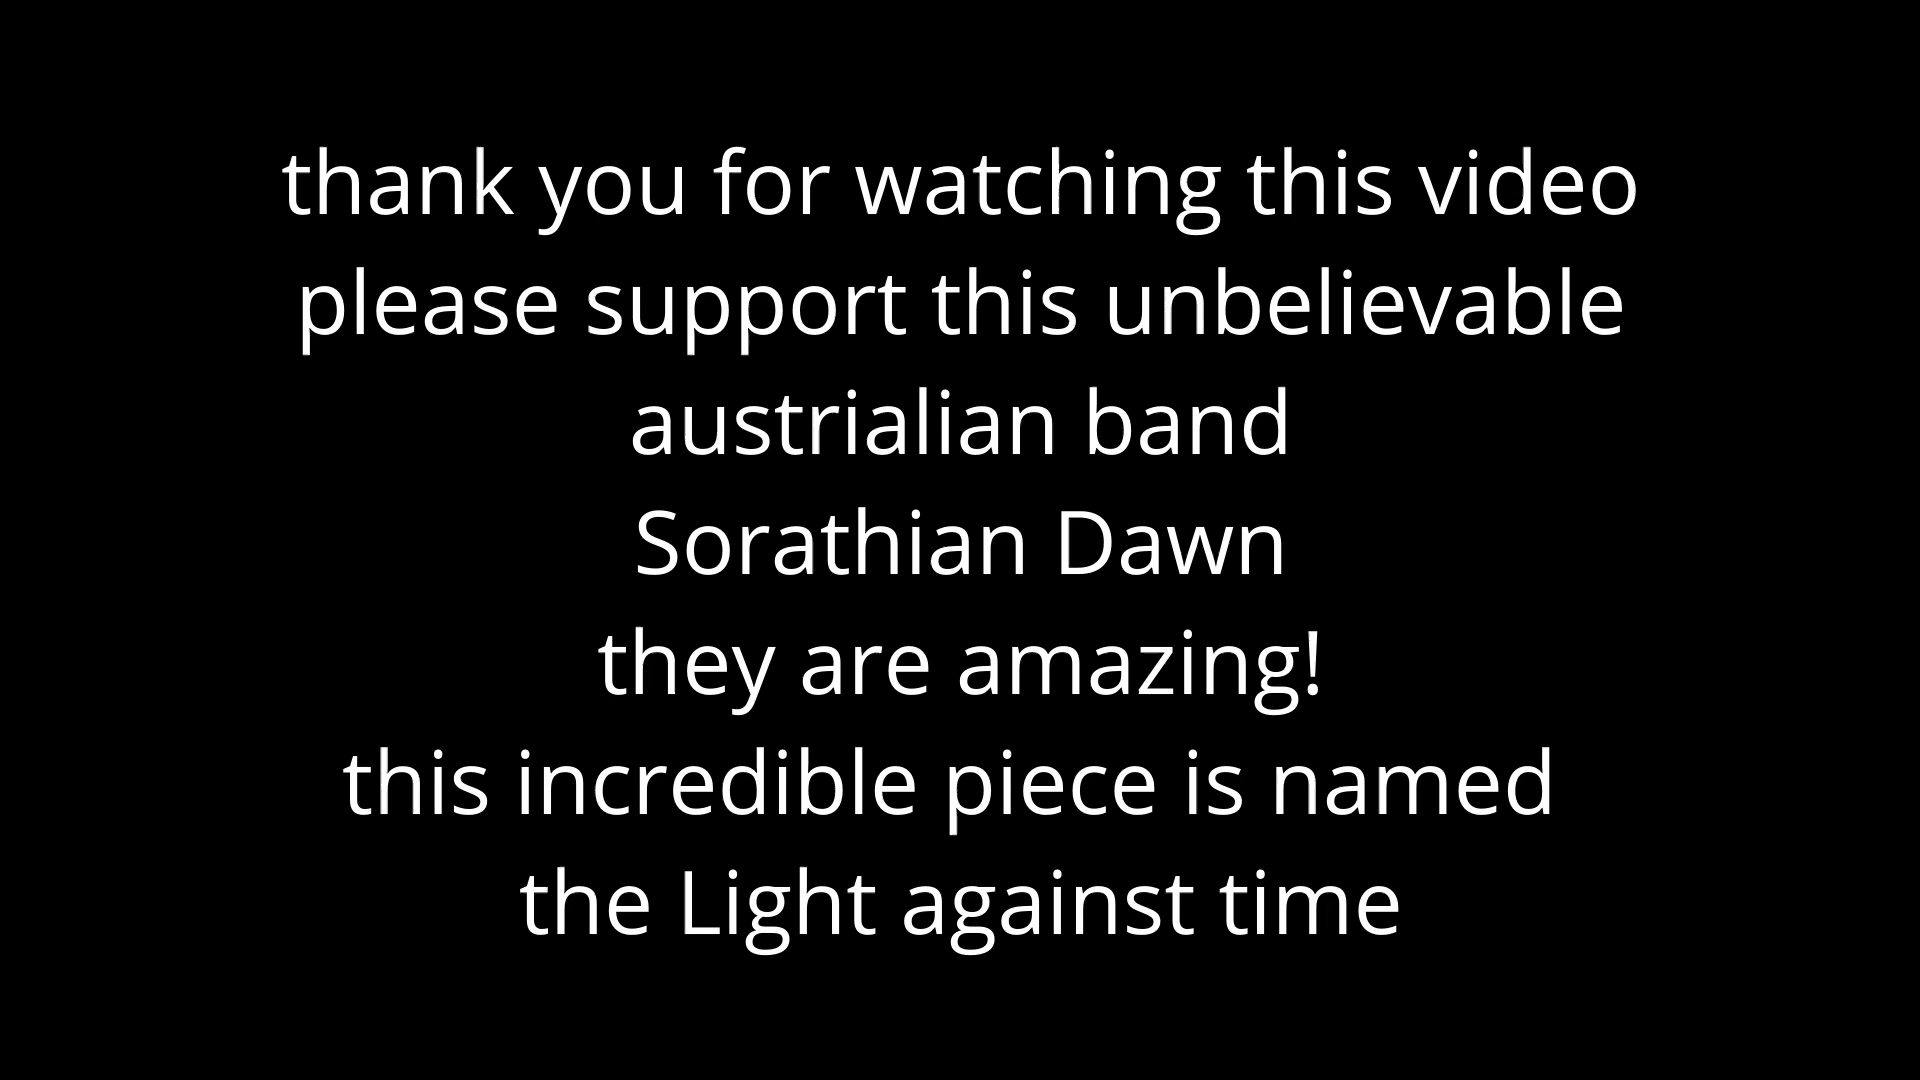 thank you for watching this video
please support this unbelievable
austrialian band
Sorathian Dawn
they are amazing!
this incredible piece is named
the Light against time